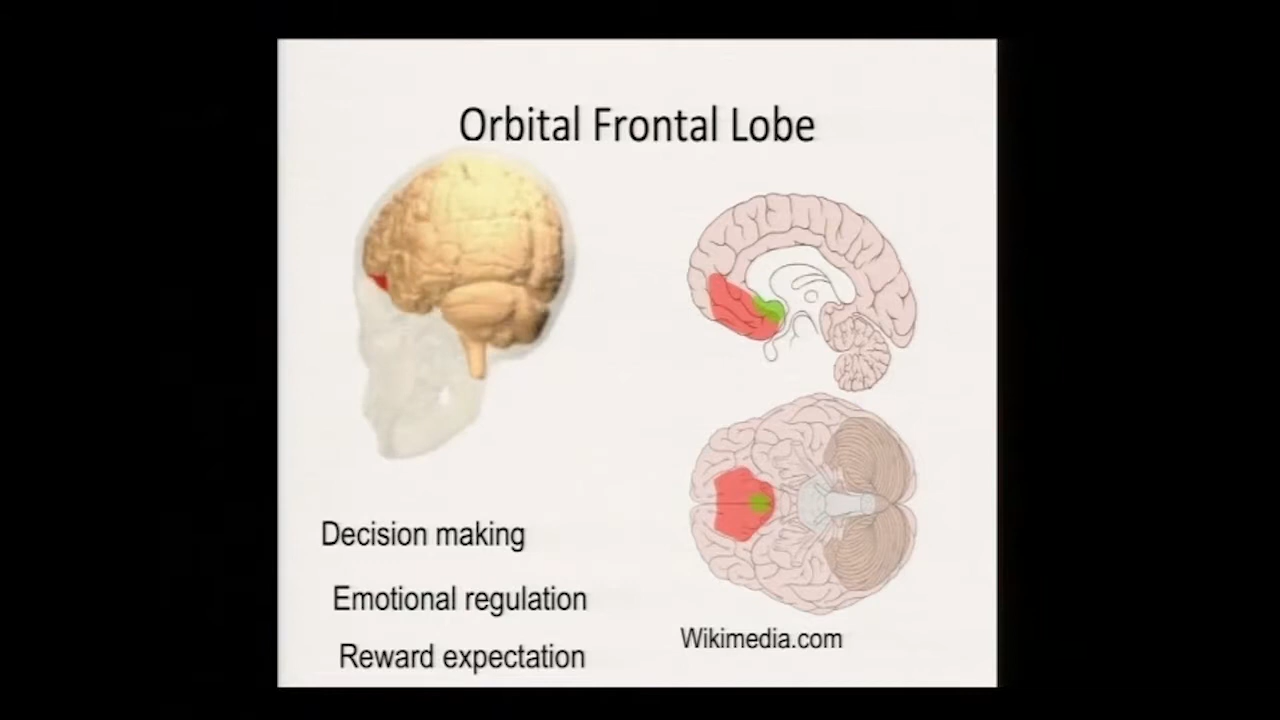 Orbital Frontal Lobe
Decision making
Emotional regulation
Reward expectation
Wikimedia.com